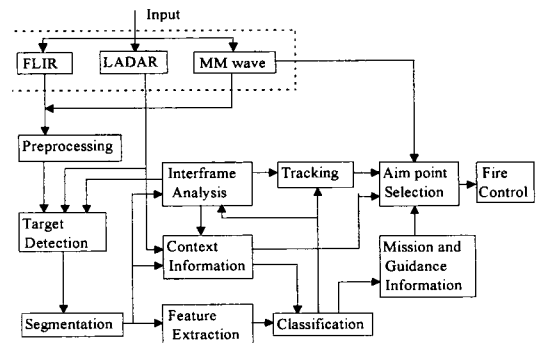 Input
FLIR
LADAR
MM wave
Preprocessing
Interframe
Analysis
Tracking
Aim point
Selection
Fire
Control
Target
Detection
Context
Information
Mission and
Guidance
Information
Segmentation
Feature
Extraction
Classification